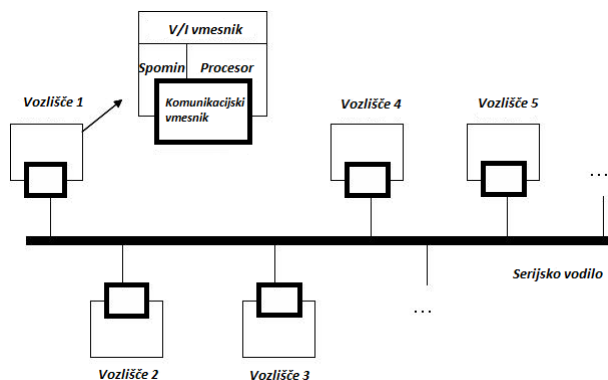 V/I vmesnik
Spomin Procesor
Komunikacijski
vmesnik
Vozlišče 1
Vozlišče 4
Vozlišče 5
...
Serijsko vodilo
...
Vozlišče 2
Vozlišče 3